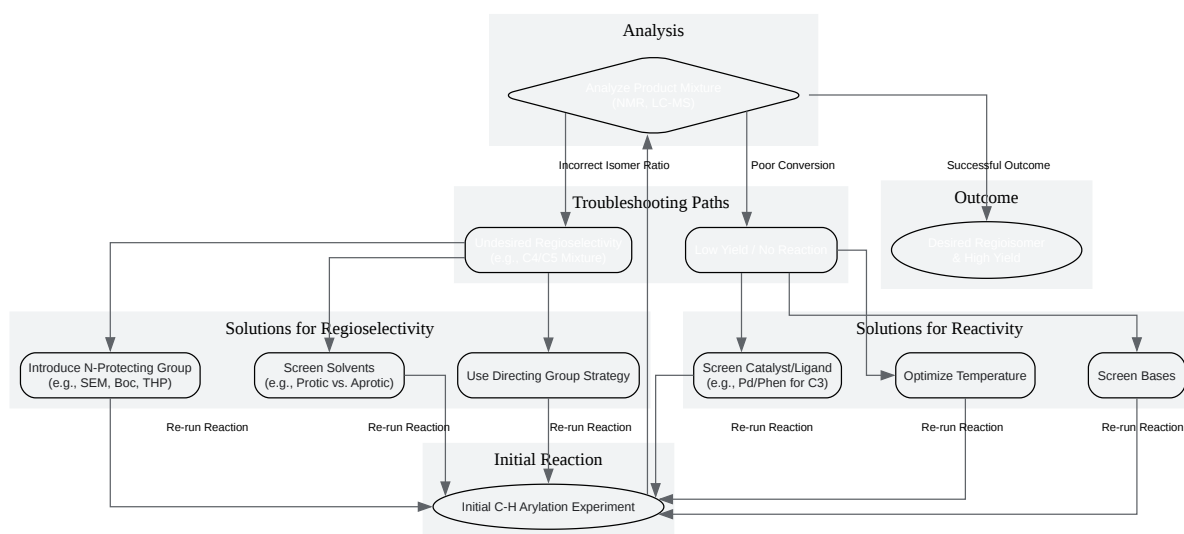 Analysis
Analyze Product Mixture
(NMR, LC-MS)
Incorrect Isomer Ratio
Poor Conversion
Successful Outcome
Troubleshooting Paths
Outcome
Undesired Regioselectivity
(e.g., C4/C5 Mixture)
Low Yield / No Reaction
Desired Regioisomer
& High Yield
Solutions for Regioselectivity
Solutions for Reactivity
Introduce N-Protecting Group
(e.g., SEM, Boc, THP)
Screen Solvents
(e.g., Protic vs. Aprotic)
Use Directing Group Strategy
Screen Catalyst/Ligand
(e.g., Pd/Phen for C3)
Optimize Temperature
Screen Bases
Re-run Reaction
Re-run Reaction
Re-run Reaction
Re-run Reaction
Re-run Reaction
Re-run Reaction
Initial Reaction
Initial C-H Arylation Experiment